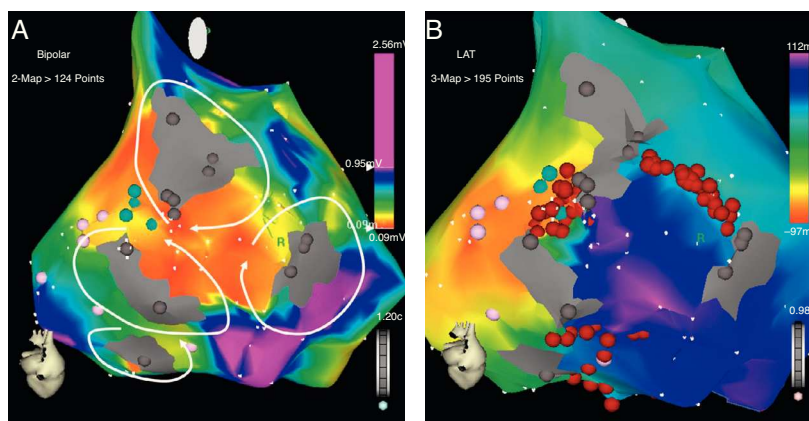 A
Bipolar
2-Map > 124 Points
2.56mV
0.95mV
0.09mV
R
1.20c
B
LAT
3-Map > 195 Points
112m
-97m
R
0.98